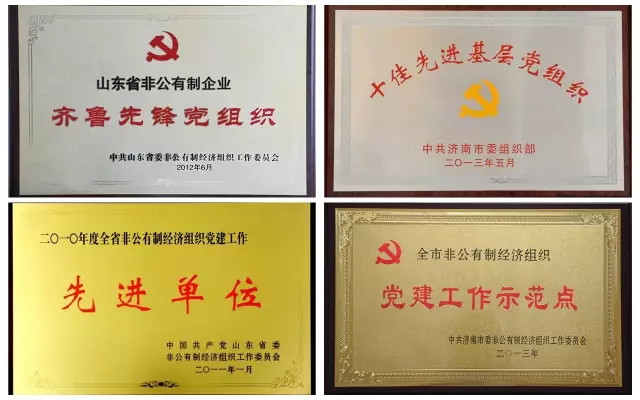 山东省非公有制企业
齐鲁先锋党组织
中共山东省委非公有制经济组织工作委员会
2012年6月
十佳先进基层党组织
中共济南市委组织部
二〇一三年五月
二〇一〇年度全省非公有制经济组织党建工作
先进单位
中国共产党山东省委
非公有制经济组织工作委员会
二〇一一年一月
全市非公有制经济组织
党建工作示范点
中共济南市委非公有制经济组织工作委员会
二〇一三年